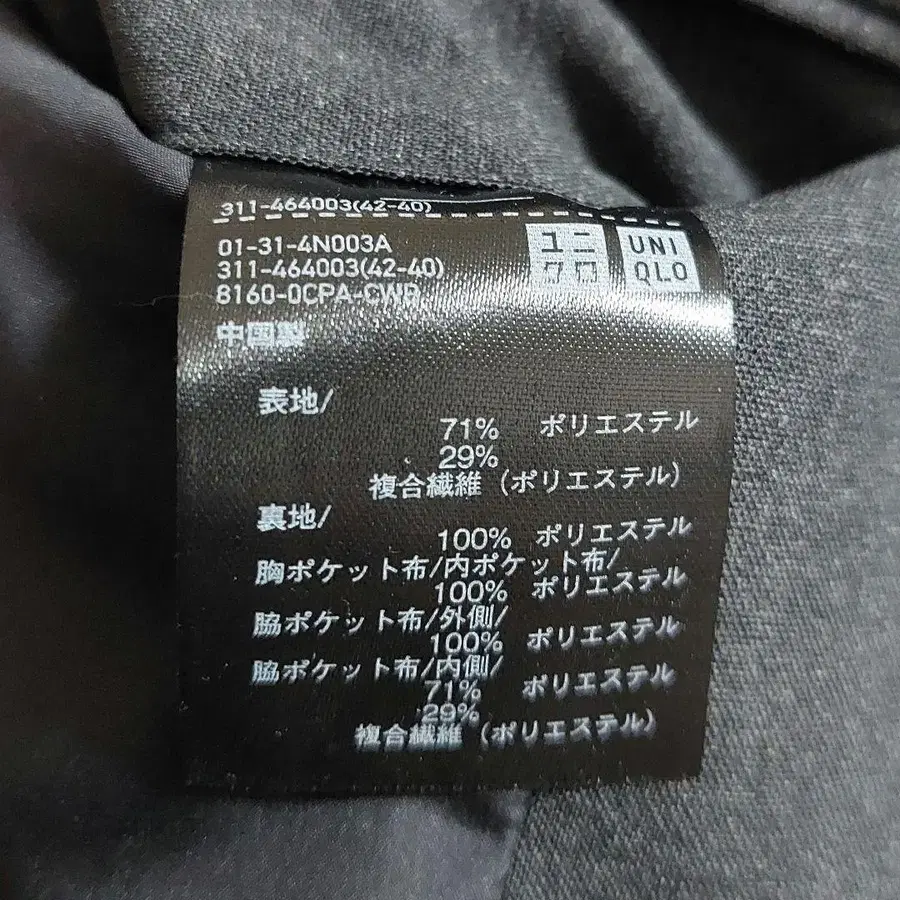 311-464003(42-40)
01-31-4N003A
311-464003(42-40)
8160-0CPA-CWP
ユニ
クロ
UNI
QLO
中国製
表地/
71% ポリエステル
29%
複合繊維(ポリエステル)
裏地/
100% ポリエステル
胸ポケット布/内ポケット布/
100% ポリエステル
脇ポケット布/外側/
100% ポリエステル
脇ポケット布/内側/
71% ポリエステル
29%
複合繊維(ポリエステル)